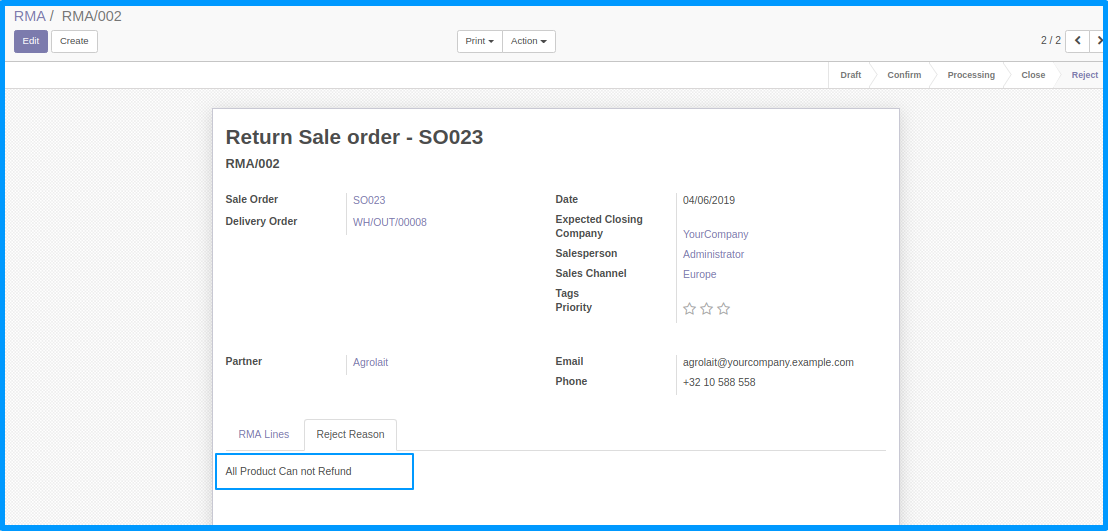 RMA / RMA/002
Edit Create Print Action 2 / 2
Draft Confirm Processing Close Reject
Return Sale order - SO023
RMA/002
Sale Order SO023
Delivery Order WH/OUT/00008
Date 04/06/2019
Expected Closing
Company YourCompany
Salesperson Administrator
Sales Channel Europe
Tags
Priority
Partner Agrolait
Email agrolait@yourcompany.example.com
Phone +32 10 588 558
RMA Lines Reject Reason
All Product Can not Refund